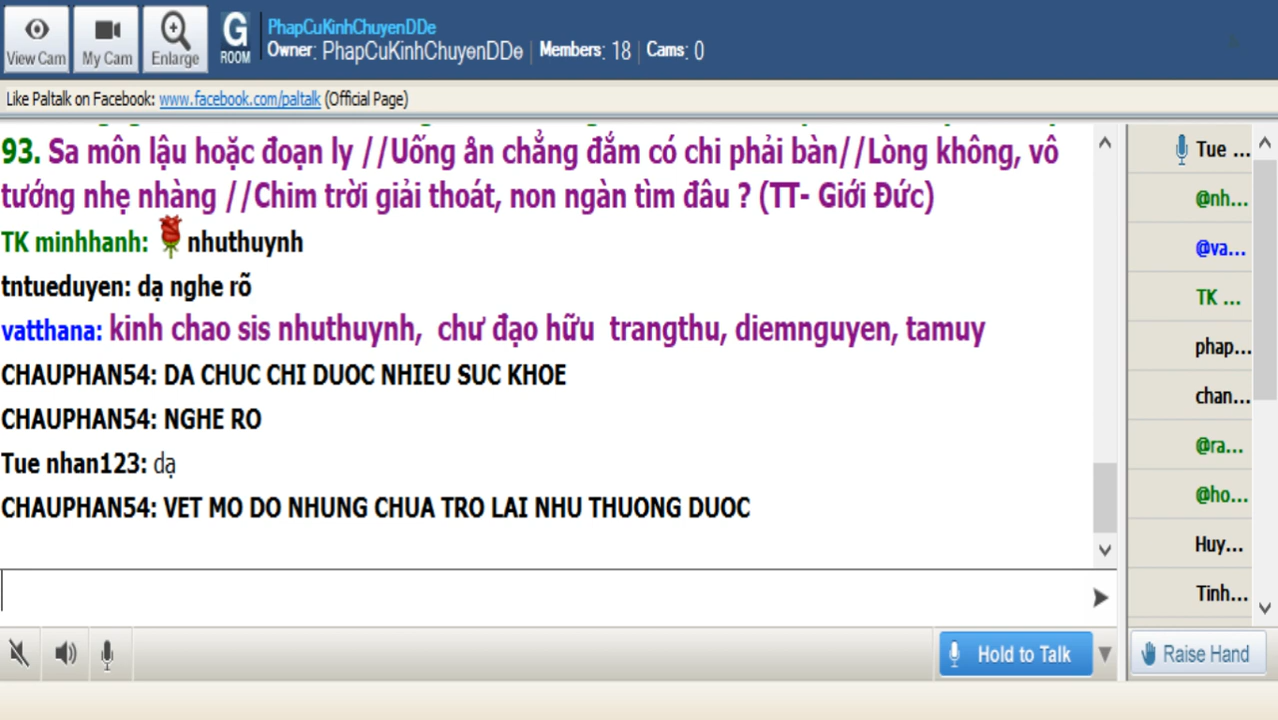 PhapCuKinhChuyenDDe
View Cam
My Cam
Enlarge
G
ROOM
Owner: PhapCuKinhChuyenDDe | Members: 18 | Cams: 0
Like Paltalk on Facebook: www.facebook.com/paltalk (Official Page)
93. Sa môn lậu hoặc đoạn ly //Uống ăn chẳng đắm có chi phải bàn//Lòng không, vô
tướng nhẹ nhàng //Chim trời giải thoát, non ngàn tìm đâu ? (TT- Giới Đức)
TK minhhanh: nhuthuynh
tntueduyen: dạ nghe rõ
vatthana: kinh chao sis nhuthuynh, chư đạo hữu trangthu, diemnguyen, tamuy
CHAUPHAN54: DA CHUC CHI DUOC NHIEU SUC KHOE
CHAUPHAN54: NGHE RO
Tue nhan123: dạ
CHAUPHAN54: VET MO DO NHUNG CHUA TRO LAI NHU THUONG DUOC
Tue ...
@nh...
@va...
TK ...
phap...
chan...
@ra...
@ho...
Huy...
Tinh...
Hold to Talk
Raise Hand